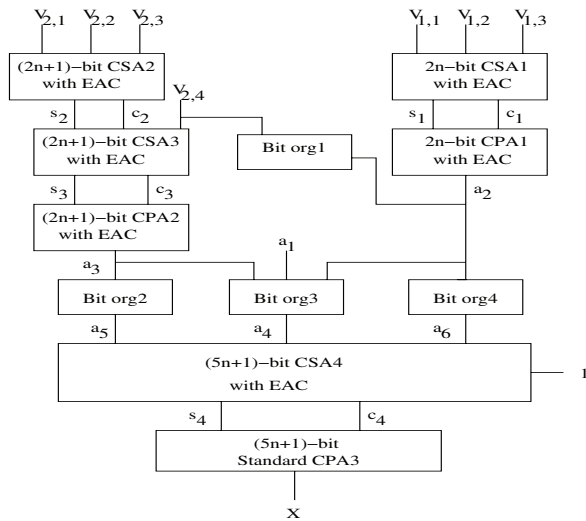 V2,1 V2,2 V2,3
V1,1 V1,2 V1,3
(2n+1)−bit CSA2
with EAC
2n−bit CSA1
with EAC
s2 c2 V2,4
s1 c1
(2n+1)−bit CSA3
with EAC
Bit org1
2n−bit CPA1
with EAC
s3 c3
a2
(2n+1)−bit CPA2
with EAC
a3 a1
Bit org2
Bit org3
Bit org4
a5 a4 a6
(5n+1)−bit CSA4
with EAC
1
s4 c4
(5n+1)−bit
Standard CPA3
X